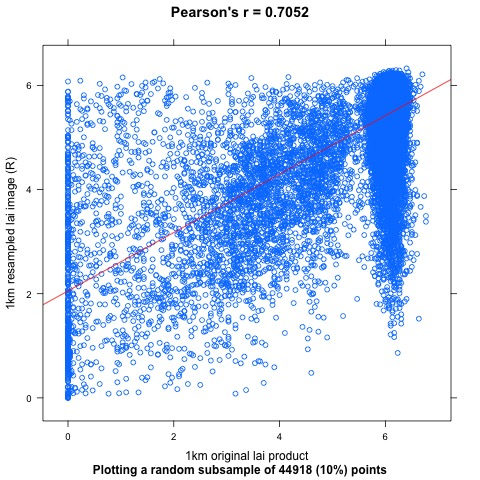 Pearson's r = 0.7052
6
4
2
0
1km resampled lai image (R)
0
2
4
6
1km original lai product
Plotting a random subsample of 44918 (10%) points